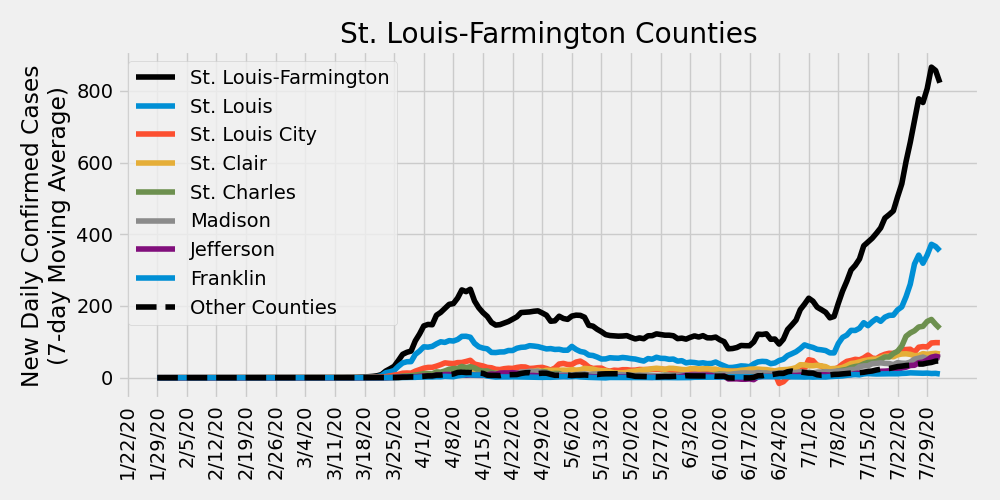 St. Louis-Farmington Counties
New Daily Confirmed Cases
(7-day Moving Average)
800
600
400
200
0
St. Louis-Farmington
St. Louis
St. Louis City
St. Clair
St. Charles
Madison
Jefferson
Franklin
Other Counties
1/22/20
1/29/20
2/5/20
2/12/20
2/19/20
2/26/20
3/4/20
3/11/20
3/18/20
3/25/20
4/1/20
4/8/20
4/15/20
4/22/20
4/29/20
5/6/20
5/13/20
5/20/20
5/27/20
6/3/20
6/10/20
6/17/20
6/24/20
7/1/20
7/8/20
7/15/20
7/22/20
7/29/20